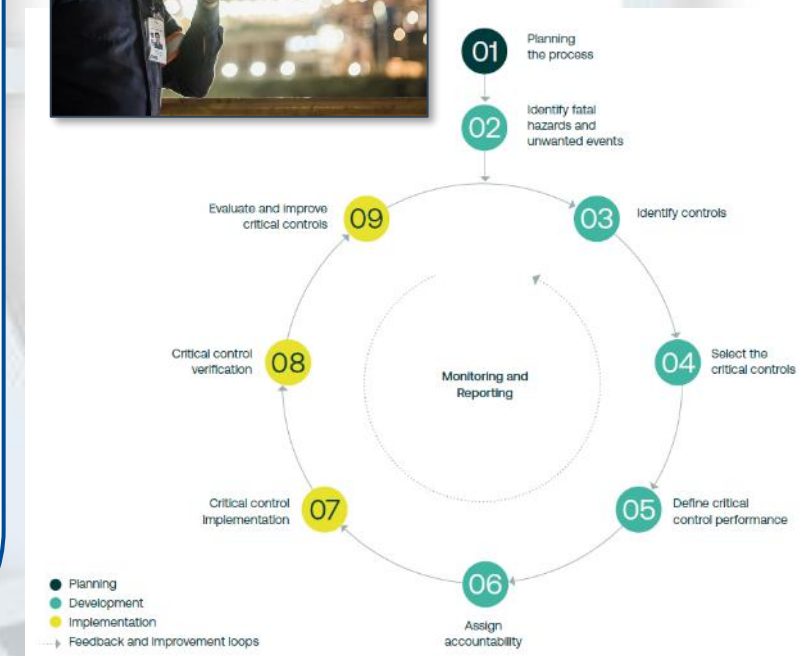 01
Planning
the process
02
Identify fatal
hazards and
unwanted events
03
Identify controls
04
Select the
critical controls
05
Define critical
control performance
06
Assign
accountability
07
Critical control
Implementation
08
Critical control
verification
09
Evaluate and improve
critical controls
Monitoring and
Reporting
Planning
Development
Implementation
Feedback and improvement loops